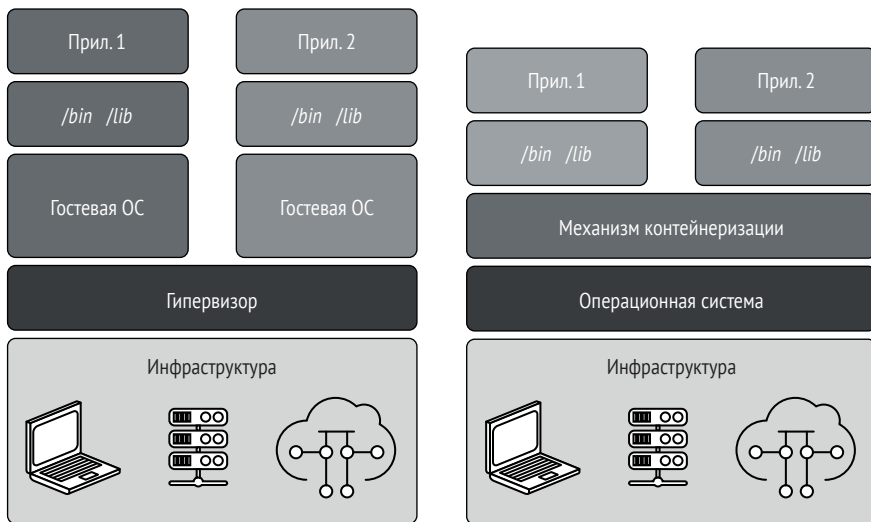 Прил. 1
Прил. 2
/bin /lib
/bin /lib
Гостевая ОС
Гостевая ОС
Гипервизор
Инфраструктура
Прил. 1
Прил. 2
/bin /lib
/bin /lib
Механизм контейнеризации
Операционная система
Инфраструктура